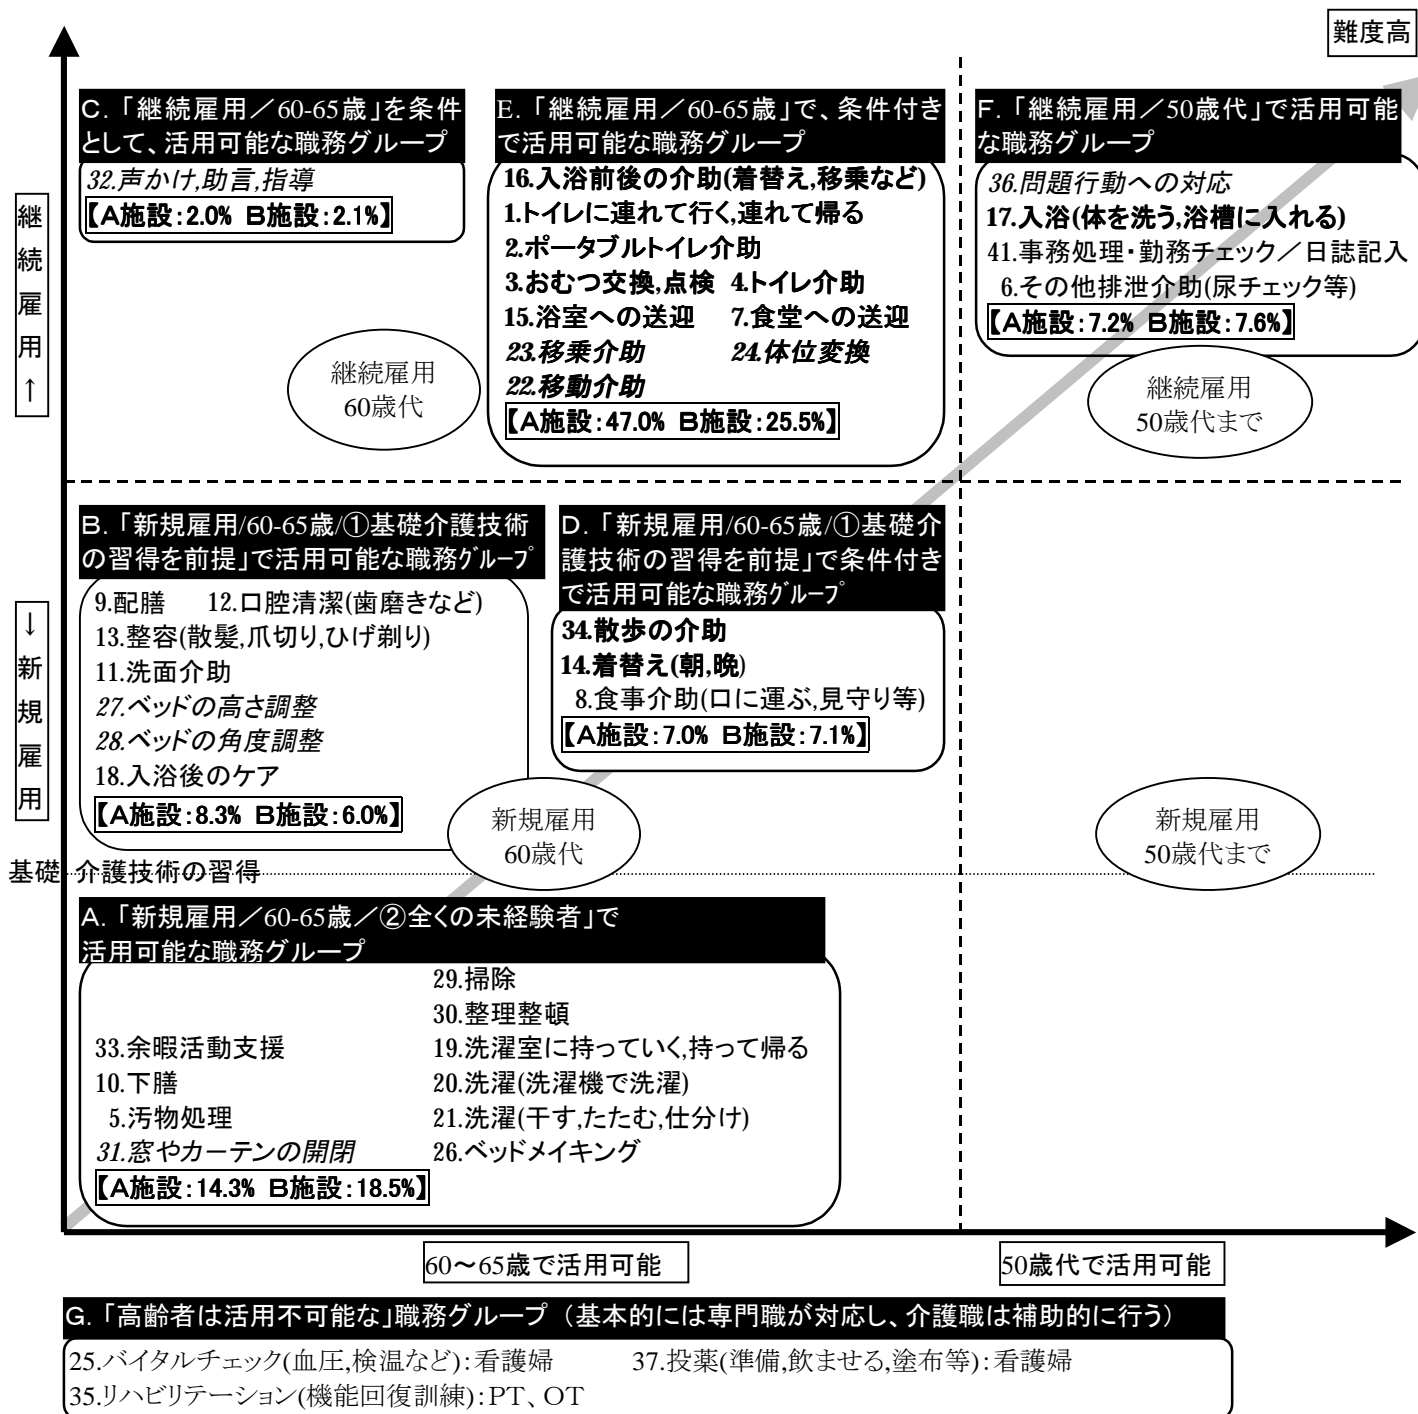 難度高
C.「継続雇用／60-65歳」を条件
として、活用可能な職務グループ
32.声かけ,助言,指導
【A施設:2.0% B施設:2.1%】
E.「継続雇用／60-65歳」で、条件付き
で活用可能な職務グループ
16.入浴前後の介助(着替え,移乗など)
1.トイレに連れて行く,連れて帰る
2.ポータブルトイレ介助
3.おむつ交換,点検 4.トイレ介助
15.浴室への送迎 7.食堂への送迎
23.移乗介助 24.体位変換
22.移動介助
【A施設:47.0% B施設:25.5%】
F.「継続雇用／50歳代」で活用可能
な職務グループ
36.問題行動への対応
17.入浴(体を洗う,浴槽に入れる)
41.事務処理・勤務チェック／日誌記入
6.その他排泄介助(尿チェック等)
【A施設:7.2% B施設:7.6%】
継続雇用↑
継続雇用
60歳代
継続雇用
50歳代まで
B.「新規雇用/60-65歳/①基礎介護技術
の習得を前提」で活用可能な職務グループ
9.配膳 12.口腔清潔(歯磨きなど)
13.整容(散髪,爪切り,ひげ剃り)
11.洗面介助
27.ベッドの高さ調整
28.ベッドの角度調整
18.入浴後のケア
【A施設:8.3% B施設:6.0%】
D.「新規雇用/60-65歳/①基礎介
護技術の習得を前提」で条件付き
で活用可能な職務グループ
34.散歩の介助
14.着替え(朝,晩)
8.食事介助(口に運ぶ,見守り等)
【A施設:7.0% B施設:7.1%】
↓新規雇用
新規雇用
60歳代
新規雇用
50歳代まで
基礎介護技術の習得
A.「新規雇用／60-65歳／②全くの未経験者」で
活用可能な職務グループ
29.掃除
30.整理整頓
33.余暇活動支援 19.洗濯室に持っていく,持って帰る
10.下膳 20.洗濯(洗濯機で洗濯)
5.汚物処理 21.洗濯(干す,たたむ,仕分け)
31.窓やカーテンの開閉 26.ベッドメイキング
【A施設:14.3% B施設:18.5%】
60〜65歳で活用可能
50歳代で活用可能
G.「高齢者は活用不可能な」職務グループ（基本的には専門職が対応し、介護職は補助的に行う）
25.バイタルチェック(血圧,検温など):看護婦 37.投薬(準備,飲ませる,塗布等):看護婦
35.リハビリテーション(機能回復訓練):PT、OT